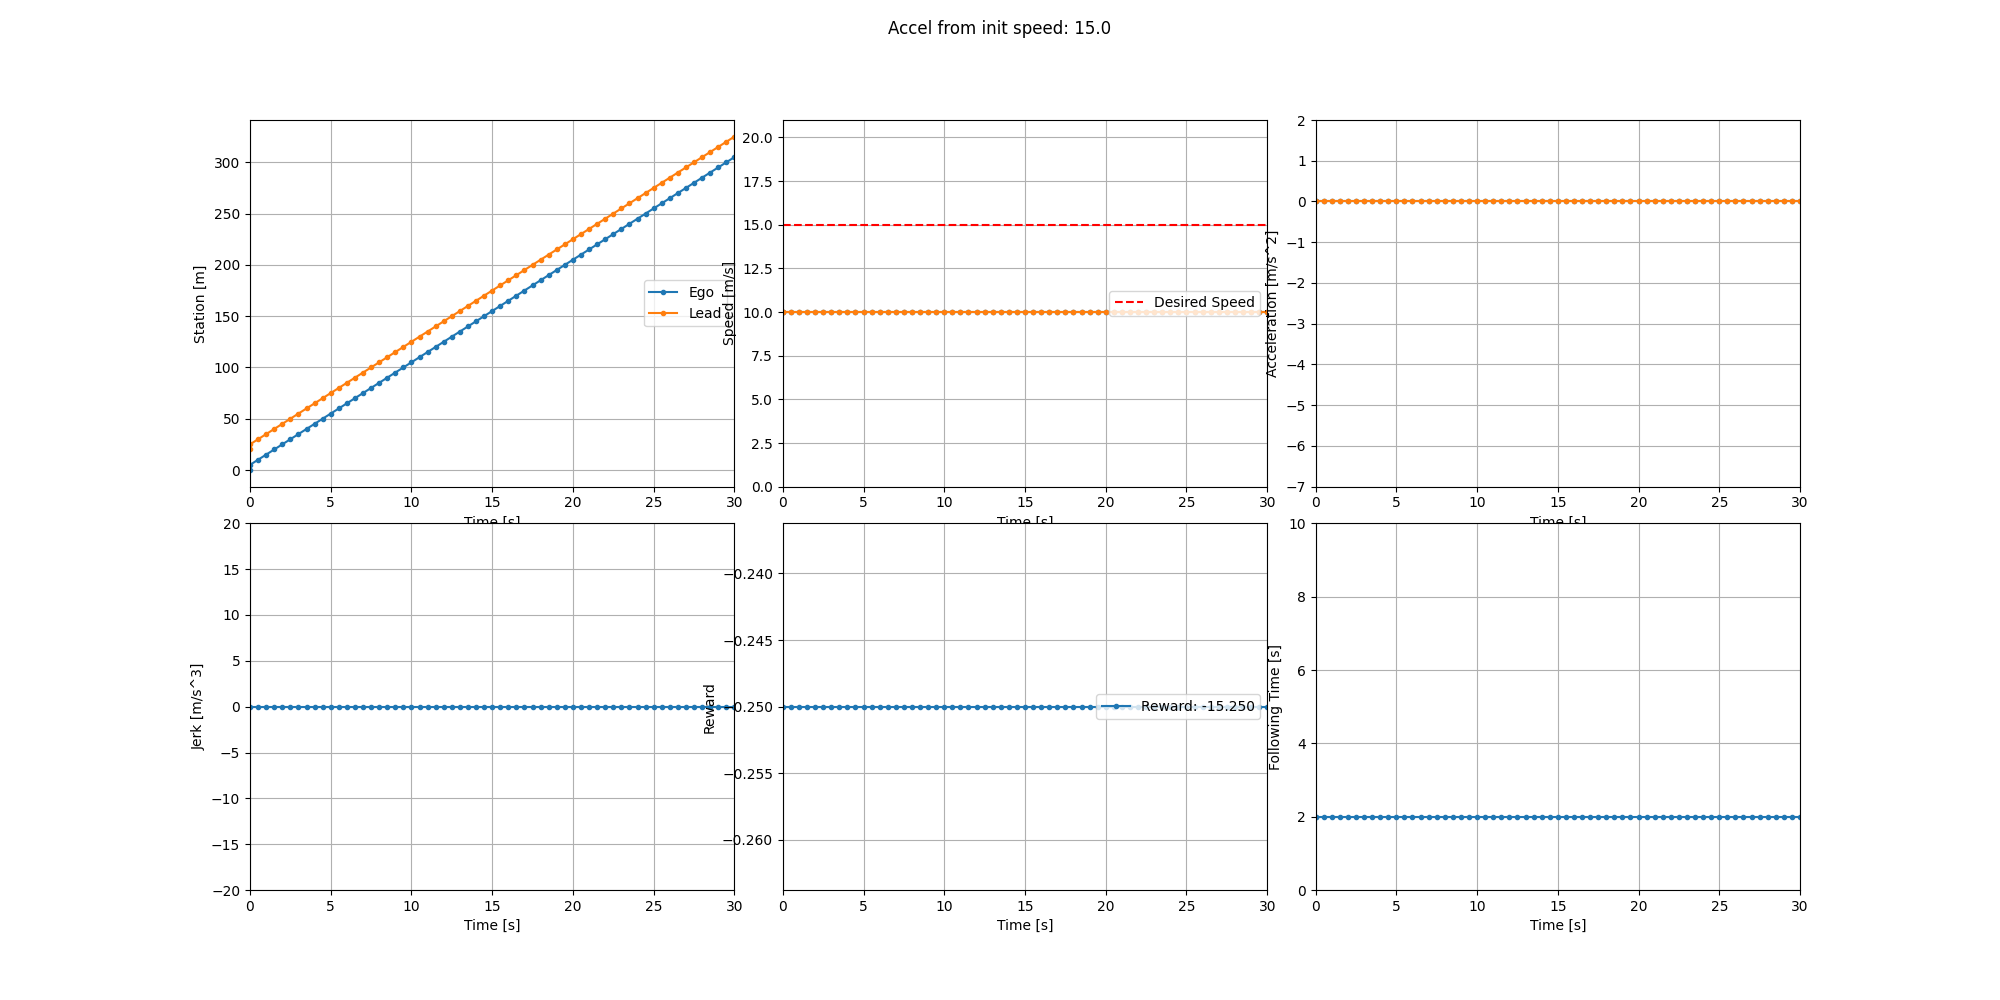 Accel from init speed: 15.0
Station [m]
300
250
200
150
100
50
0
Ego
Lead
0 5 10 15 20 25 30
Time [s]
Speed [m/s]
20.0
17.5
15.0
12.5
10.0
7.5
5.0
2.5
0.0
Desired Speed
0 5 10 15 20 25 30
Time [s]
Acceleration [m/s^2]
2
1
0
−1
−2
−3
−4
−5
−6
−7
0 5 10 15 20 25 30
Time [s]
Jerk [m/s^3]
20
15
10
5
0
−5
−10
−15
−20
0 5 10 15 20 25 30
Time [s]
Reward
−0.240
−0.245
−0.250
−0.255
−0.260
Reward: -15.250
0 5 10 15 20 25 30
Time [s]
Following Time [s]
10
8
6
4
2
0
0 5 10 15 20 25 30
Time [s]